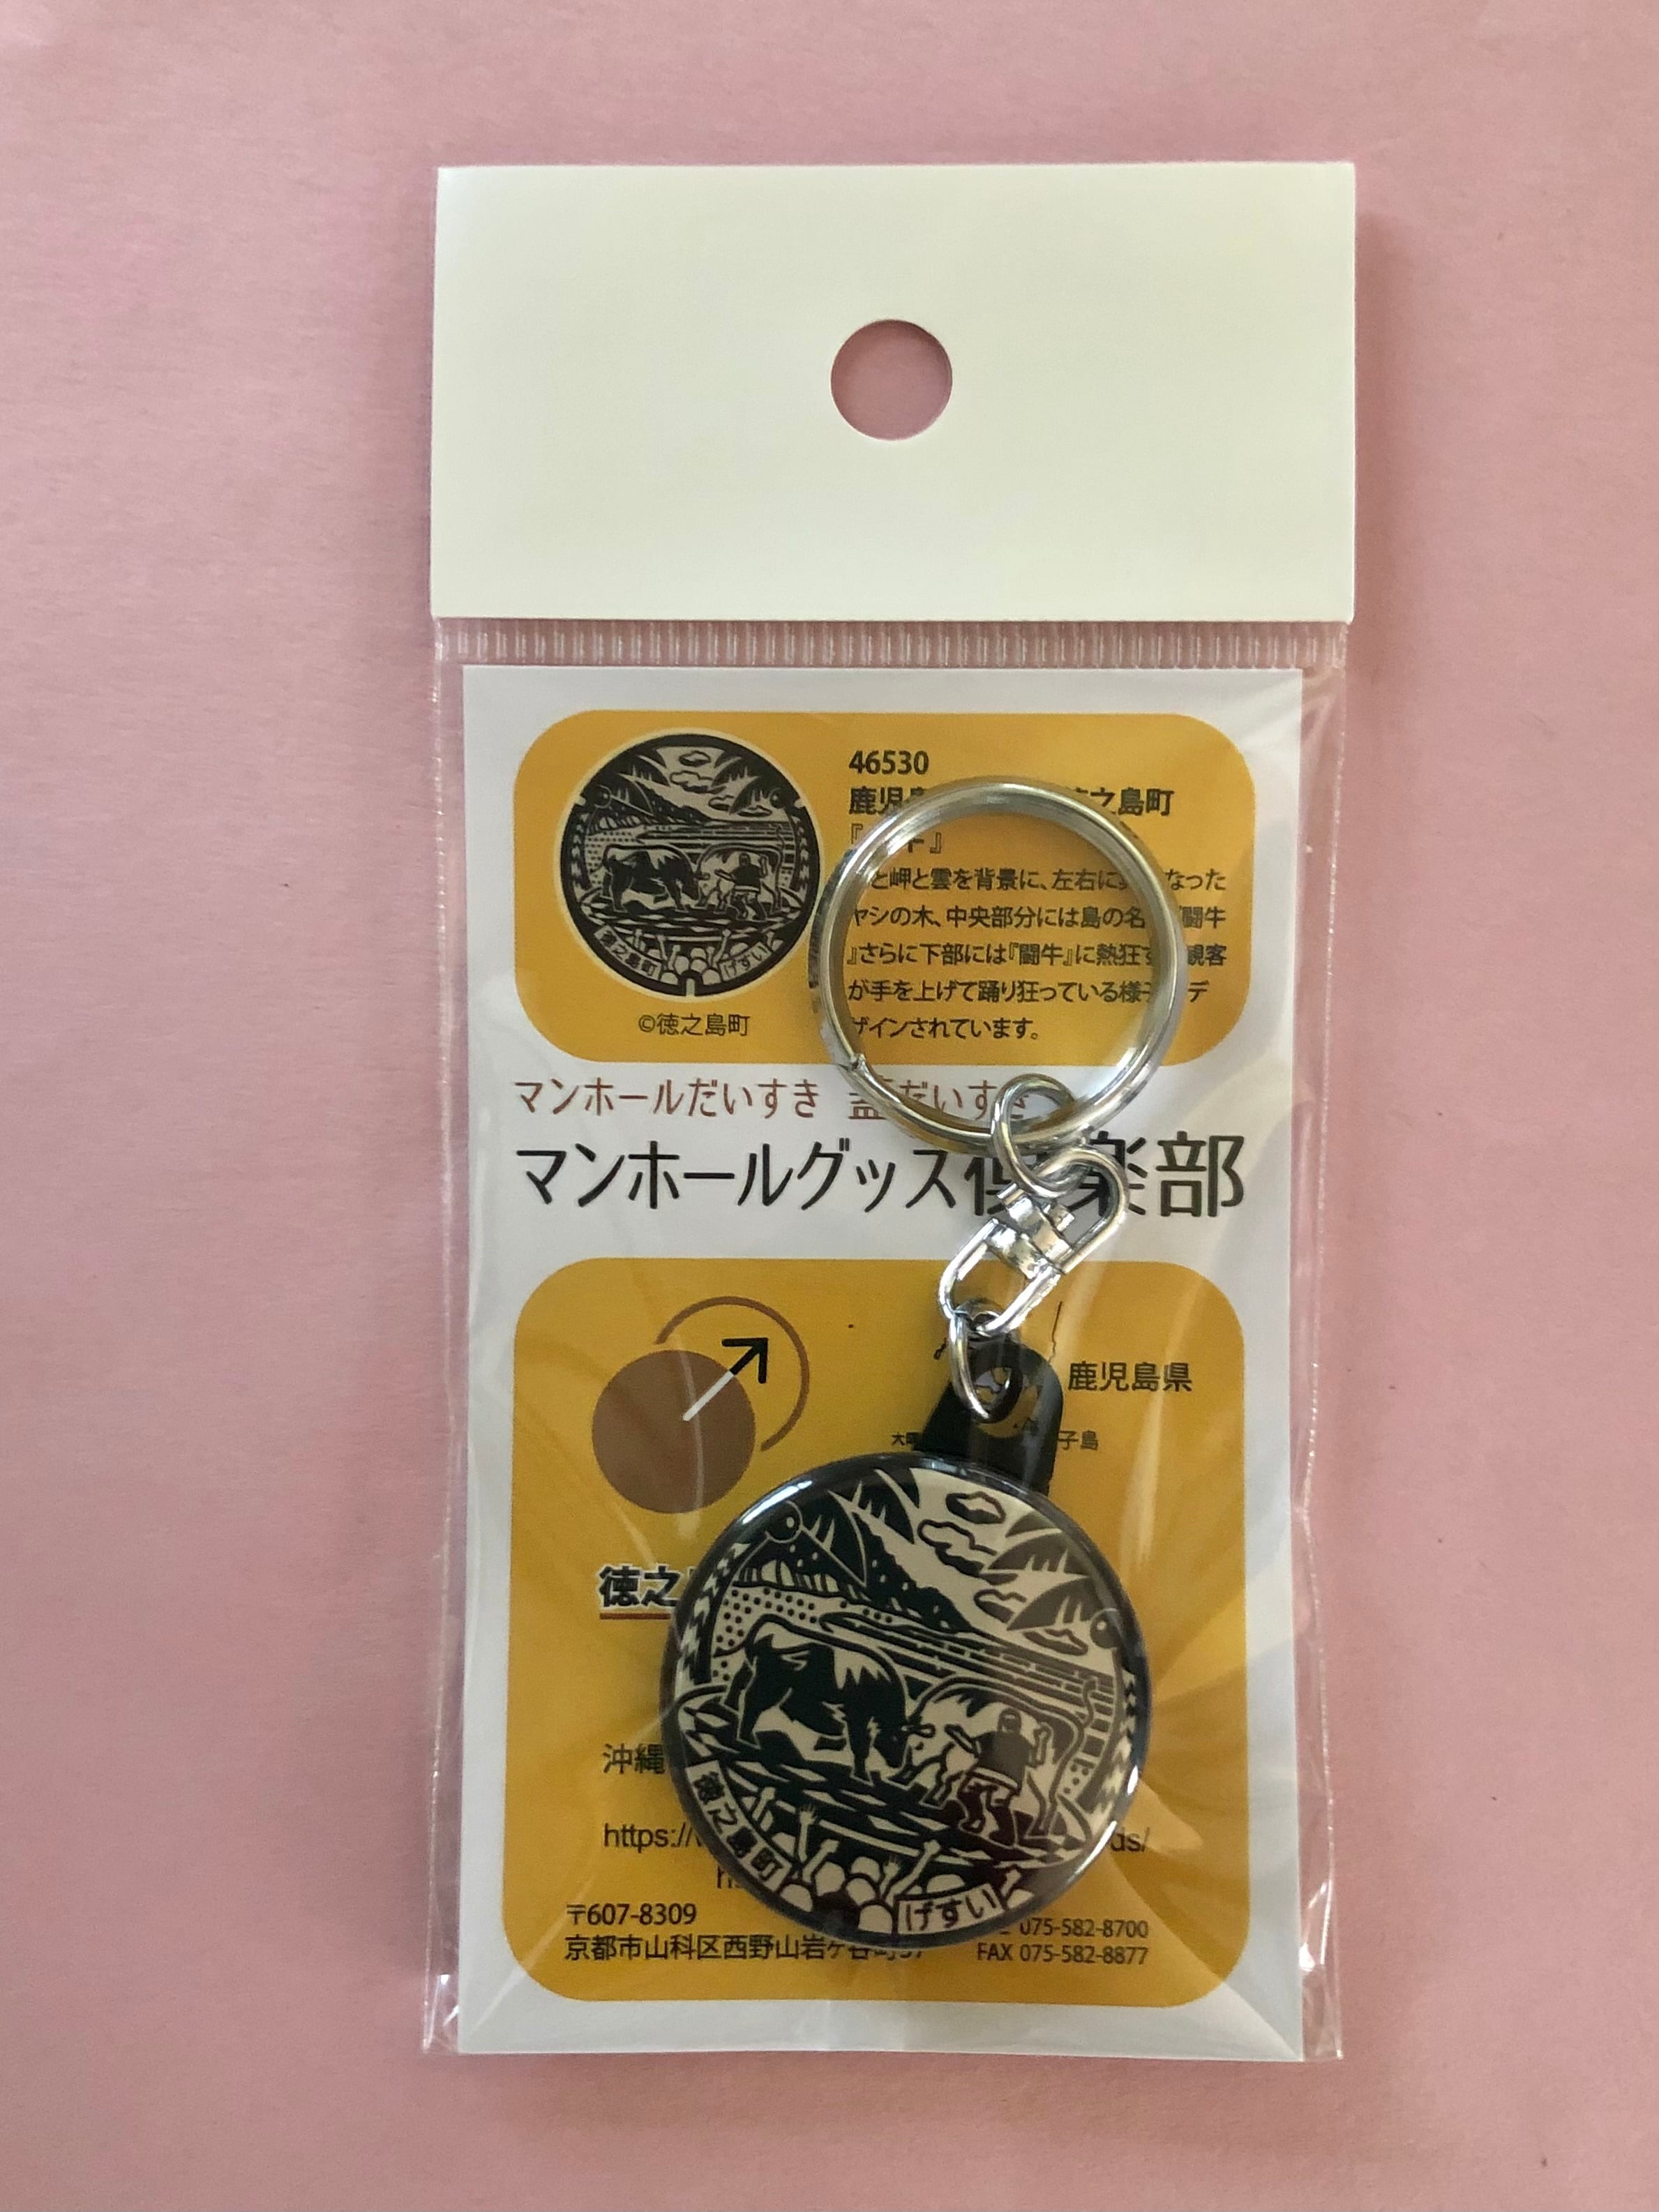 46530
鹿児 之島町
』
と岬と雲を背景に、左右に なった
ヤシの木、中央部分には島の名 『闘牛
』さらに下部には『闘牛』に熱狂す 観客
が手を上げて踊り狂っている様子 デ
ザインされています。
徳之島町
げすい
©徳之島町
マンホールだいすき 蓋だいすき
マンホールグッズ倶楽部
鹿児島県
子島
徳之
沖縄
https:// ds/
徳之島町
げすい
〒607-8309
京都市山科区西野山岩ヶ谷町
075-582-8700
FAX 075-582-8877